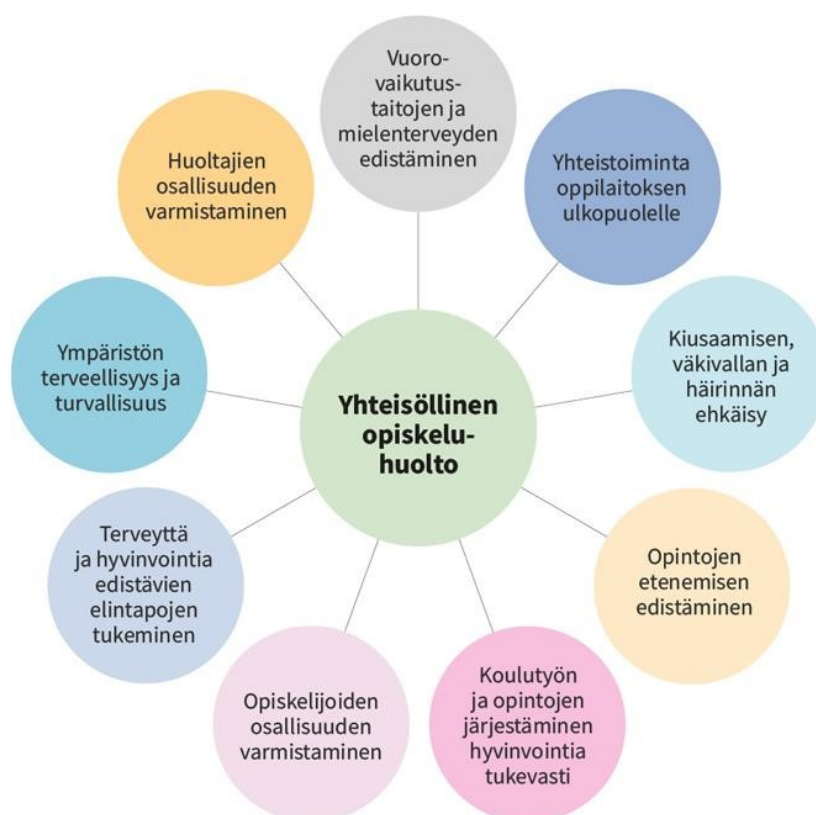 Vuoro-
vaikutus-
taitojen ja
mielenterveyden
edistäminen
Yhteistoiminta
oppilaitoksen
ulkopuolelle
Kiusaamisen,
väkivallan ja
häirinnän
ehkäisy
Opintojen
etenemisen
edistäminen
Koulutyön
ja opintojen
järjestäminen
hyvinvointia
tukevasti
Opiskelijoiden
osallisuuden
varmistaminen
Terveyttä
ja hyvinvointia
edistävien
elintapojen
tukeminen
Ympäristön
terveellisyys ja
turvallisuus
Huoltajien
osallisuuden
varmistaminen
Yhteisöllinen
opiskelu-
huolto